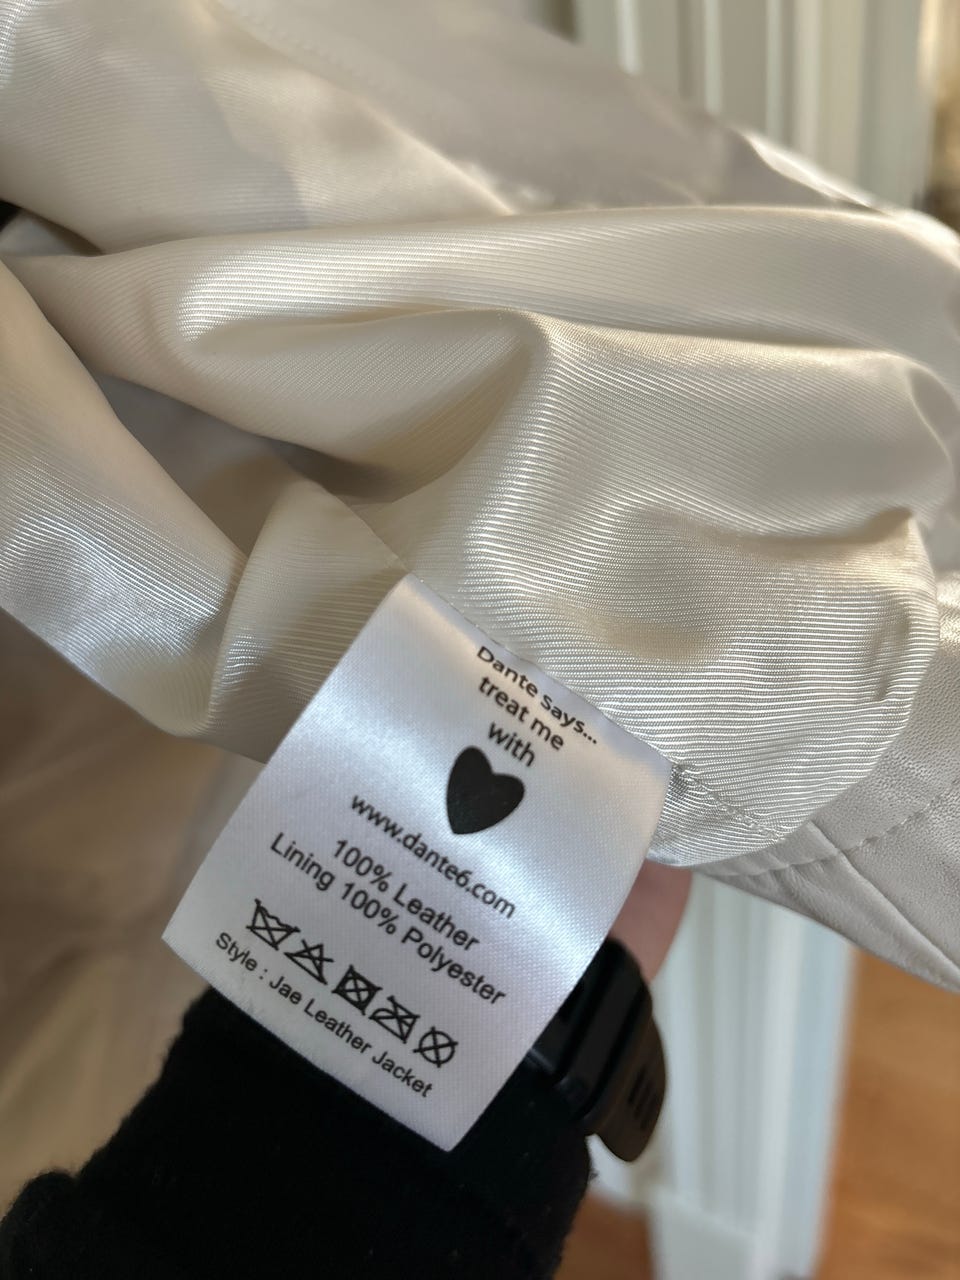 Dante says...
treat me
with
www.dante6.com
100% Leather
Lining 100% Polyester
Style : Jae Leather Jacket